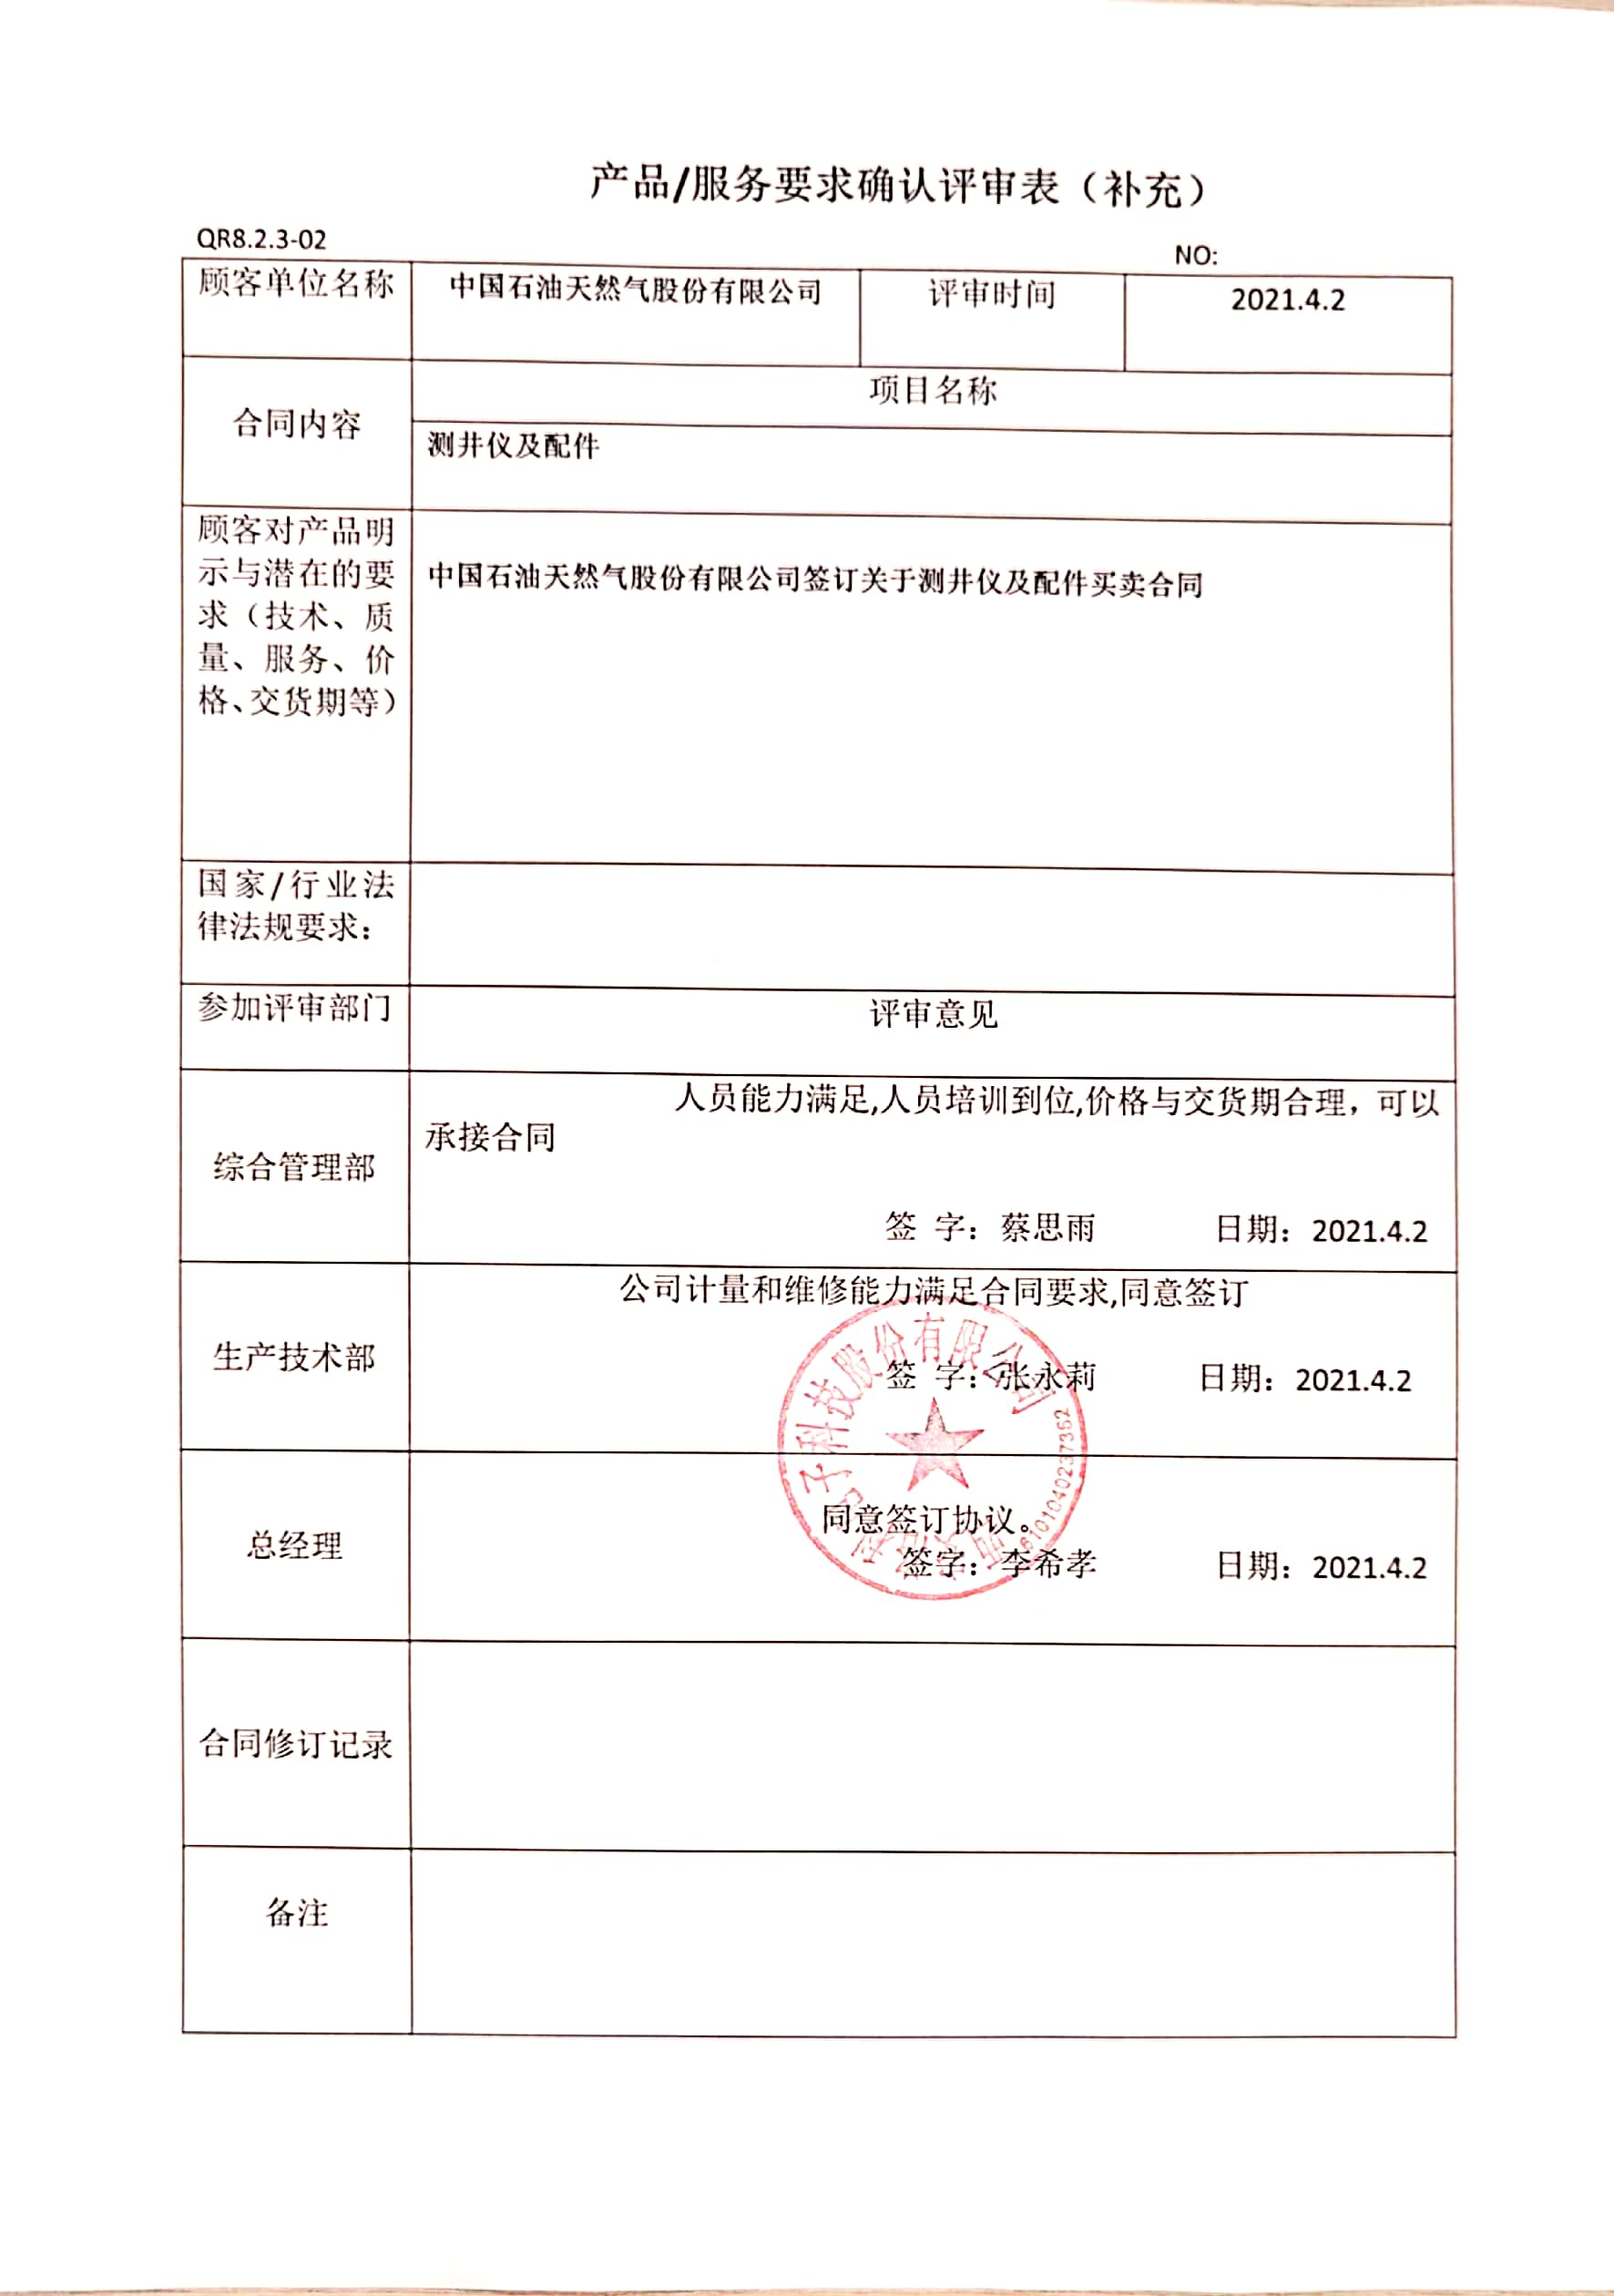 产品/服务要求确认评审表（补充）
QR8.2.3-02
NO:
顾客单位名称
中国石油天然气股份有限公司
评审时间
2021.4.2
合同内容
项目名称
测井仪及配件
顾客对产品明
示与潜在的要
求（技术、质
量、服务、价
格、交货期等）
中国石油天然气股份有限公司签订关于测井仪及配件买卖合同
国家/行业法
律法规要求：
参加评审部门
评审意见
综合管理部
人员能力满足,人员培训到位,价格与交货期合理，可以
承接合同
签 字：蔡思雨 日期：2021.4.2
生产技术部
公司计量和维修能力满足合同要求,同意签订
签 字：张永莉 日期：2021.4.2
总经理
同意签订协议。
签字：李希孝 日期：2021.4.2
子科技股份有限公司
6101040237352
合同修订记录
备注